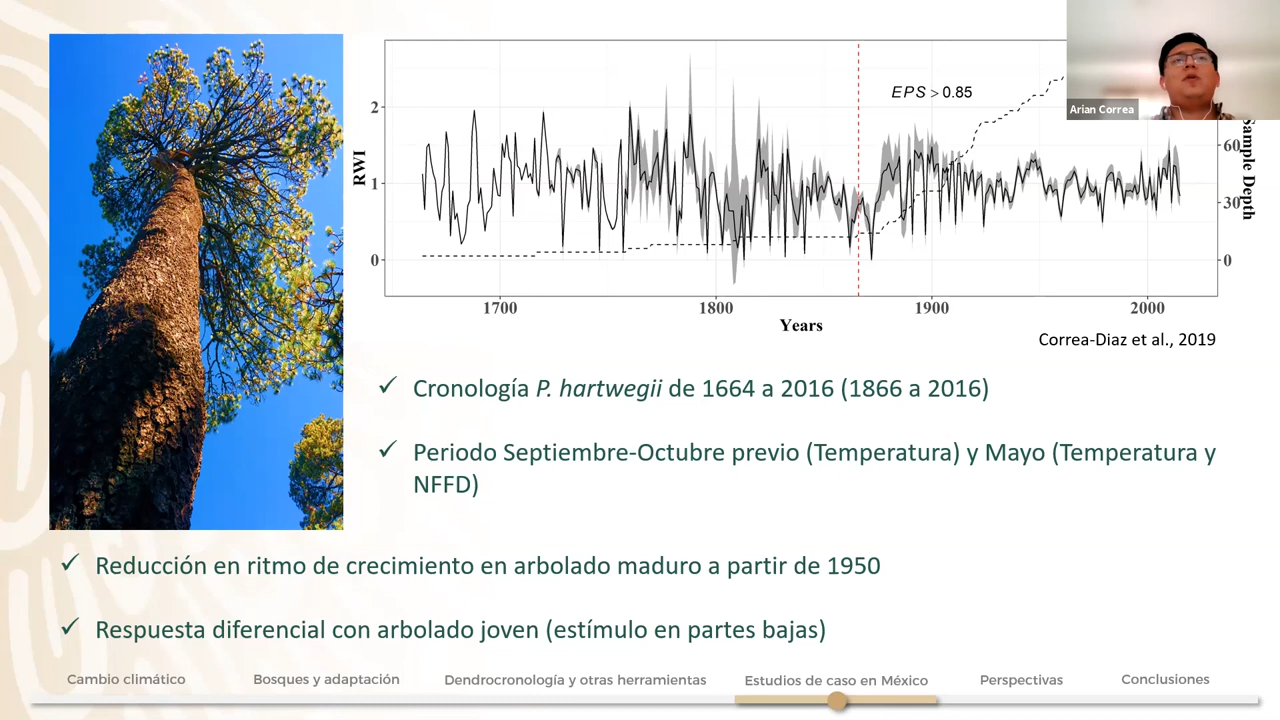 EPS > 0.85
Arian Correa
RWI
2
1
0
60
30
0
Sample Depth
1700
1800
1900
2000
Years
Correa-Diaz et al., 2019
✓ Cronología P. hartwegii de 1664 a 2016 (1866 a 2016)
✓ Periodo Septiembre-Octubre previo (Temperatura) y Mayo (Temperatura y
NFFD)
✓ Reducción en ritmo de crecimiento en arbolado maduro a partir de 1950
✓ Respuesta diferencial con arbolado joven (estímulo en partes bajas)
Cambio climático
Bosques y adaptación
Dendrocronología y otras herramientas
Estudios de caso en México
Perspectivas
Conclusiones